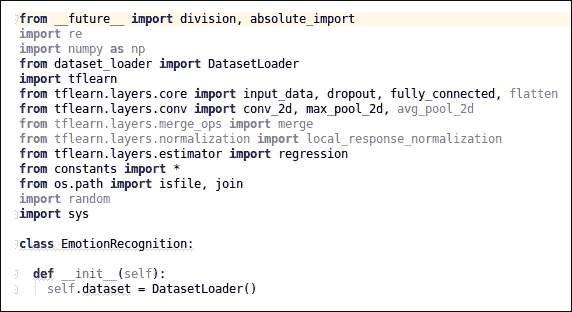 from __future__ import division, absolute_import
import re
import numpy as np
from dataset_loader import DatasetLoader
import tflearn
from tflearn.layers.core import input_data, dropout, fully_connected, flatten
from tflearn.layers.conv import conv_2d, max_pool_2d, avg_pool_2d
from tflearn.layers.merge_ops import merge
from tflearn.layers.normalization import local_response_normalization
from tflearn.layers.estimator import regression
from constants import *
from os.path import isfile, join
import random
import sys
class EmotionRecognition:
def __init__(self):
self.dataset = DatasetLoader()